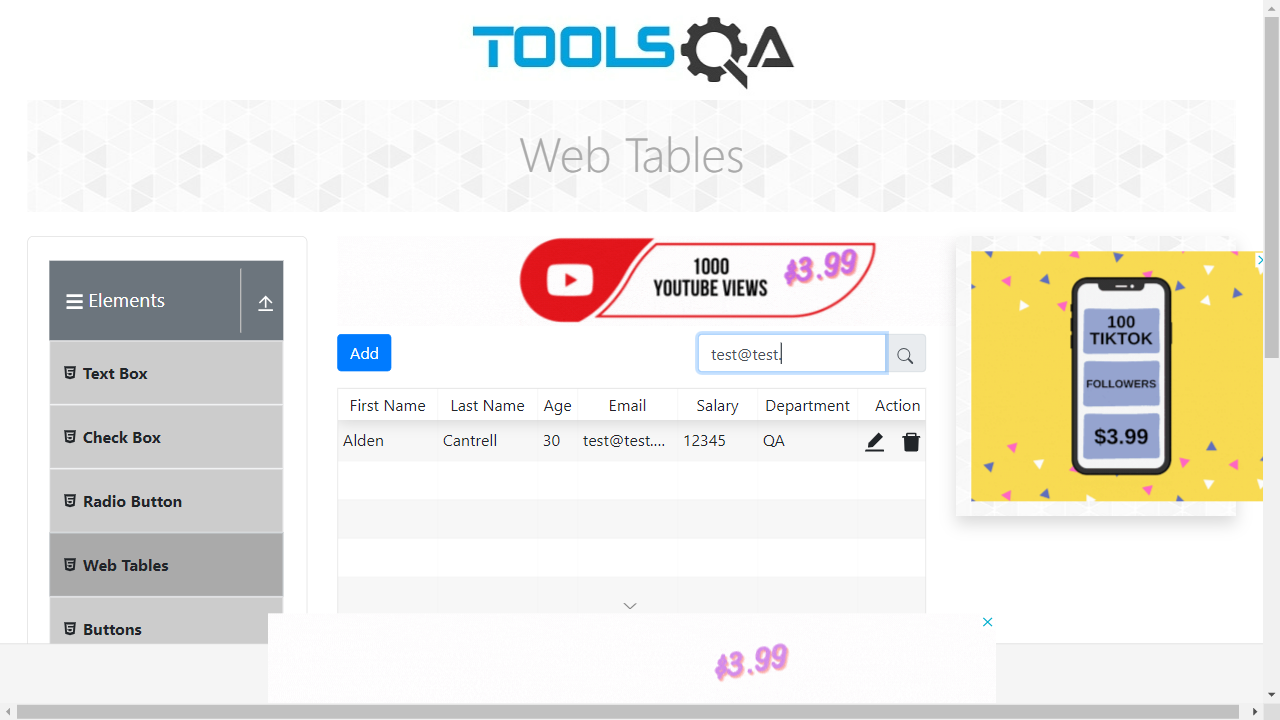 TOOLSQA
Web Tables
Elements
Text Box
Check Box
Radio Button
Web Tables
Buttons
1000
YOUTUBE VIEWS
$3.99
Add
test@test.
First Name Last Name Age Email Salary Department Action
Alden Cantrell 30 test@test.... 12345 QA
100
TIKTOK
FOLLOWERS
$3.99
$3.99